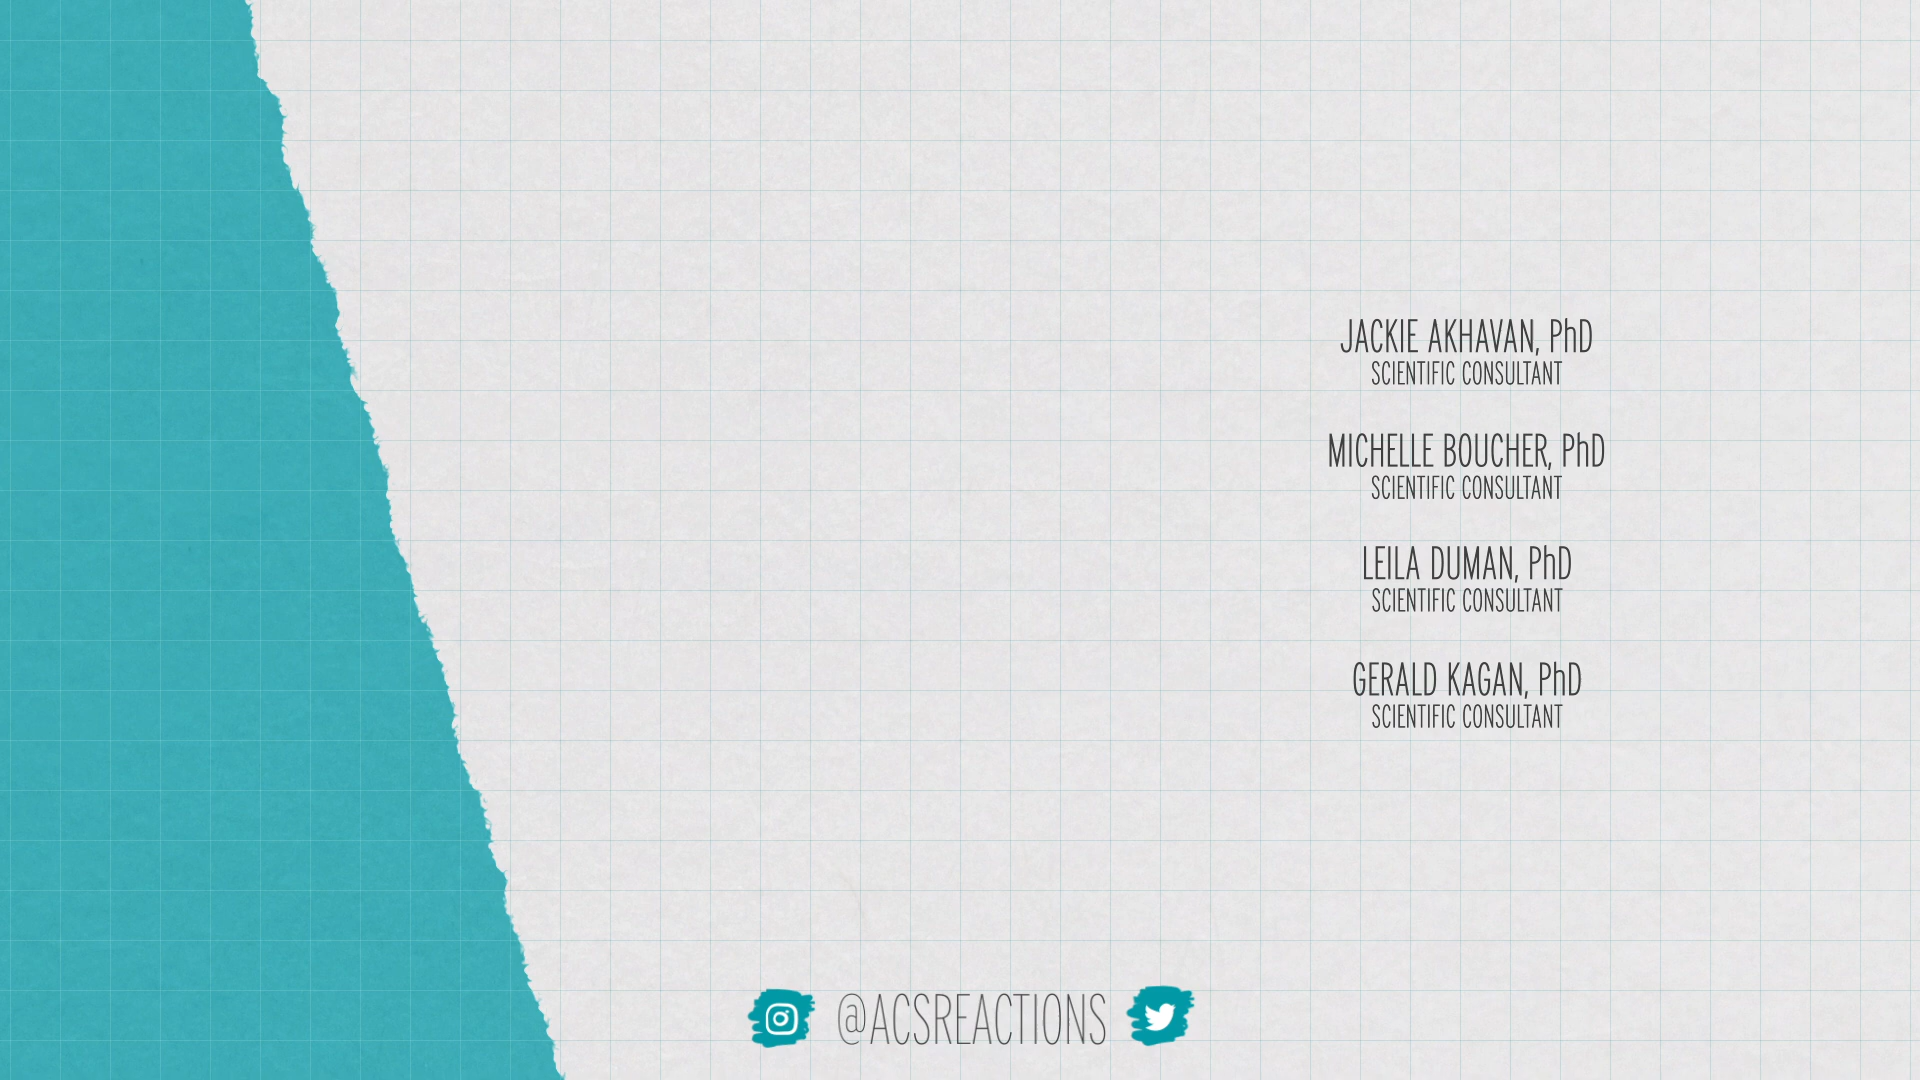 JACKIE AKHAVAN, PhD
SCIENTIFIC CONSULTANT
MICHELLE BOUCHER, PhD
SCIENTIFIC CONSULTANT
LEILA DUMAN, PhD
SCIENTIFIC CONSULTANT
GERALD KAGAN, PhD
SCIENTIFIC CONSULTANT
@ACSREACTIONS